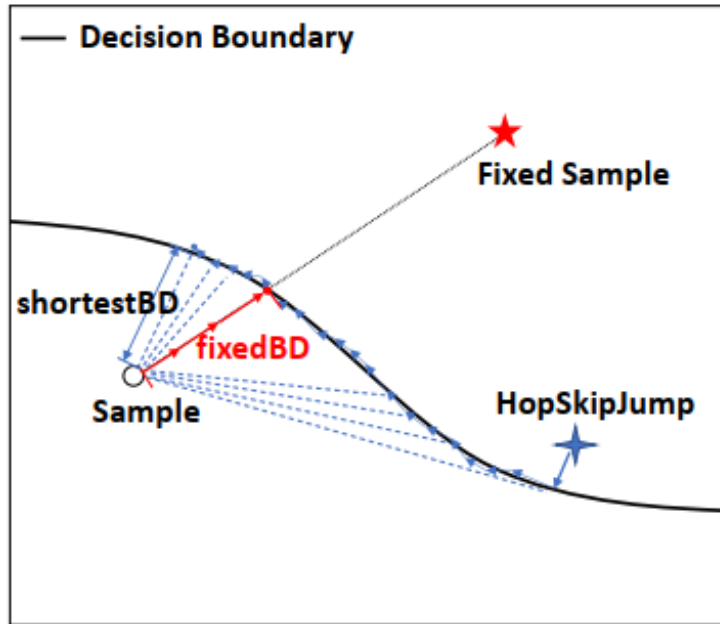 Decision Boundary
Fixed Sample
shortestBD
fixedBD
Sample
HopSkipJump